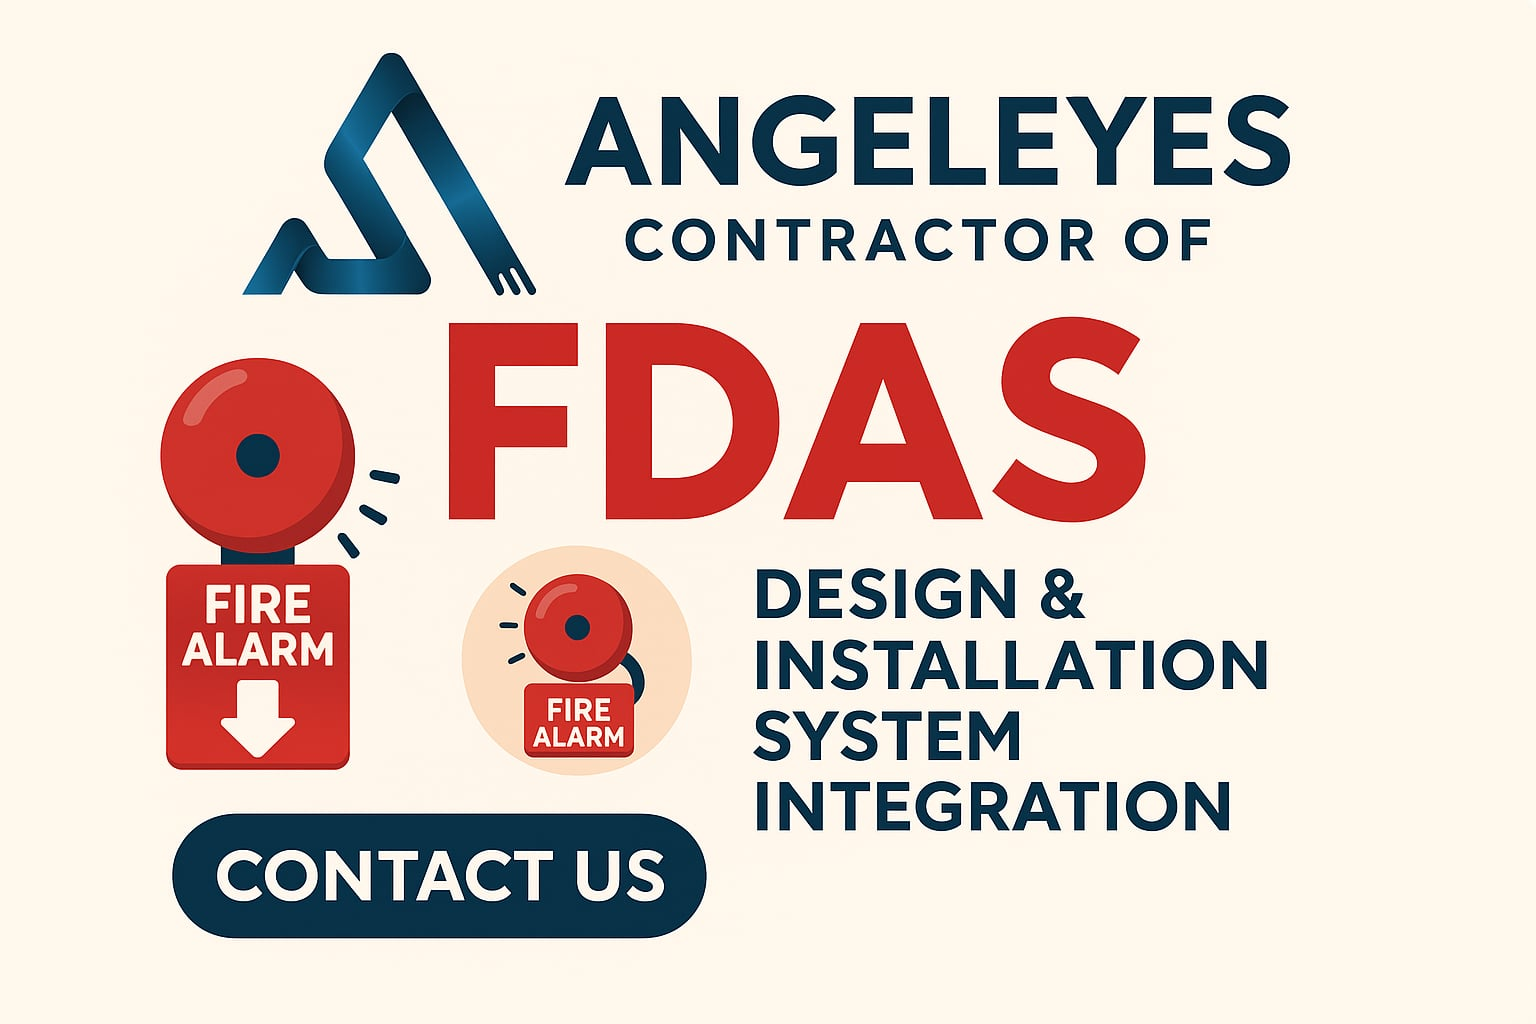 ANGELEYES
CONTRACTOR OF
FDAS
FIRE
ALARM
FIRE
ALARM
DESIGN &
INSTALLATION
SYSTEM
INTEGRATION
CONTACT US